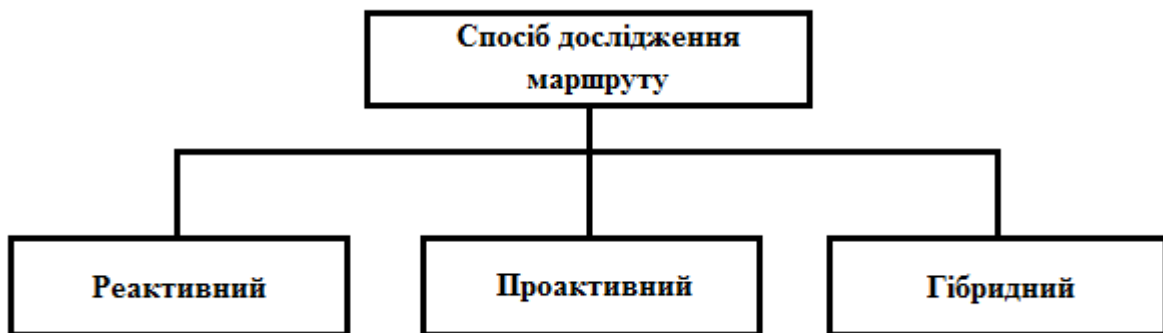 Спосіб дослідження
маршруту
Реактивний
Проактивний
Гібридний